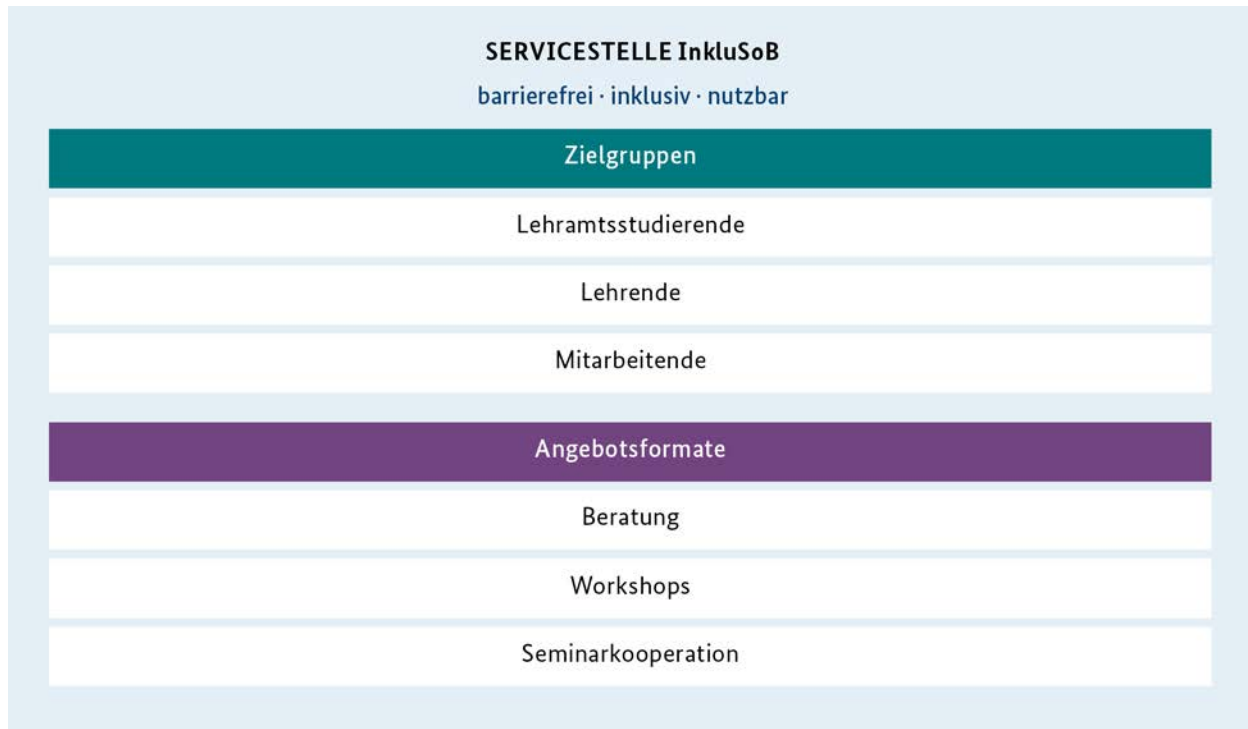 SERVICESTELLE InkluSoB
barrierefrei · inklusiv · nutzbar
Zielgruppen
Lehramtsstudierende
Lehrende
Mitarbeitende
Angebotsformate
Beratung
Workshops
Seminarkooperation